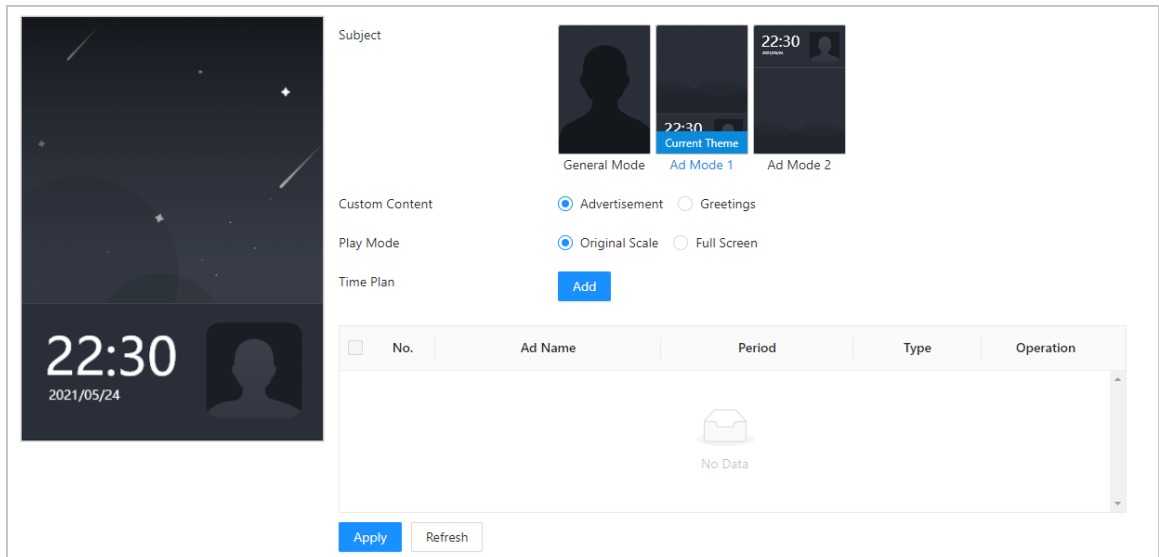 22:30
2021/05/24
Subject
22:30
22:30
Current Theme
General Mode Ad Mode 1 Ad Mode 2
Custom Content Advertisement Greetings
Play Mode Original Scale Full Screen
Time Plan Add
No. Ad Name Period Type Operation
No Data
Apply Refresh